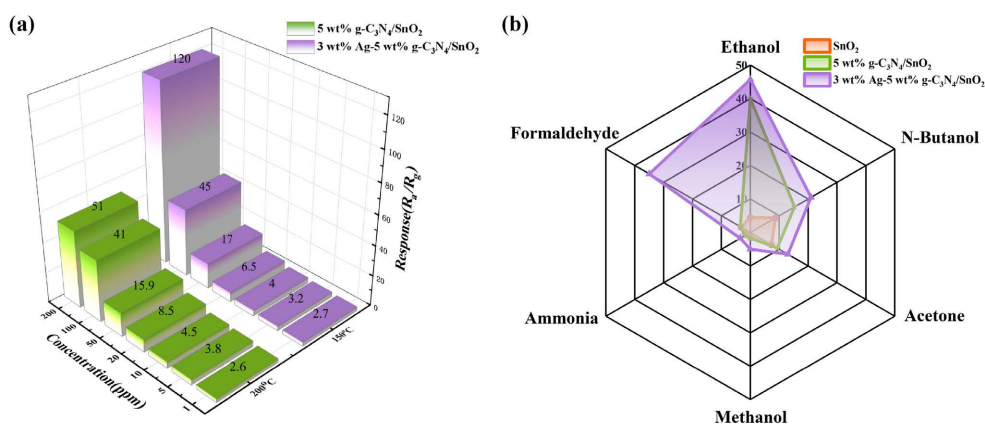 (a)
5 wt% g-C₃N₄/SnO₂
3 wt% Ag-5 wt% g-C₃N₄/SnO₂
120
45
17
6.5
4
3.2
2.7
51
41
15.9
8.5
4.5
3.8
2.6
120
100
80
60
40
20
0
Response(Rₐ/R₉)
200
100
50
20
10
5
1
Concentration(ppm)
200°C
150°C
(b)
SnO₂
5 wt% g-C₃N₄/SnO₂
3 wt% Ag-5 wt% g-C₃N₄/SnO₂
Ethanol
50
40
30
20
10
0
Formaldehyde
N-Butanol
Ammonia
Acetone
Methanol